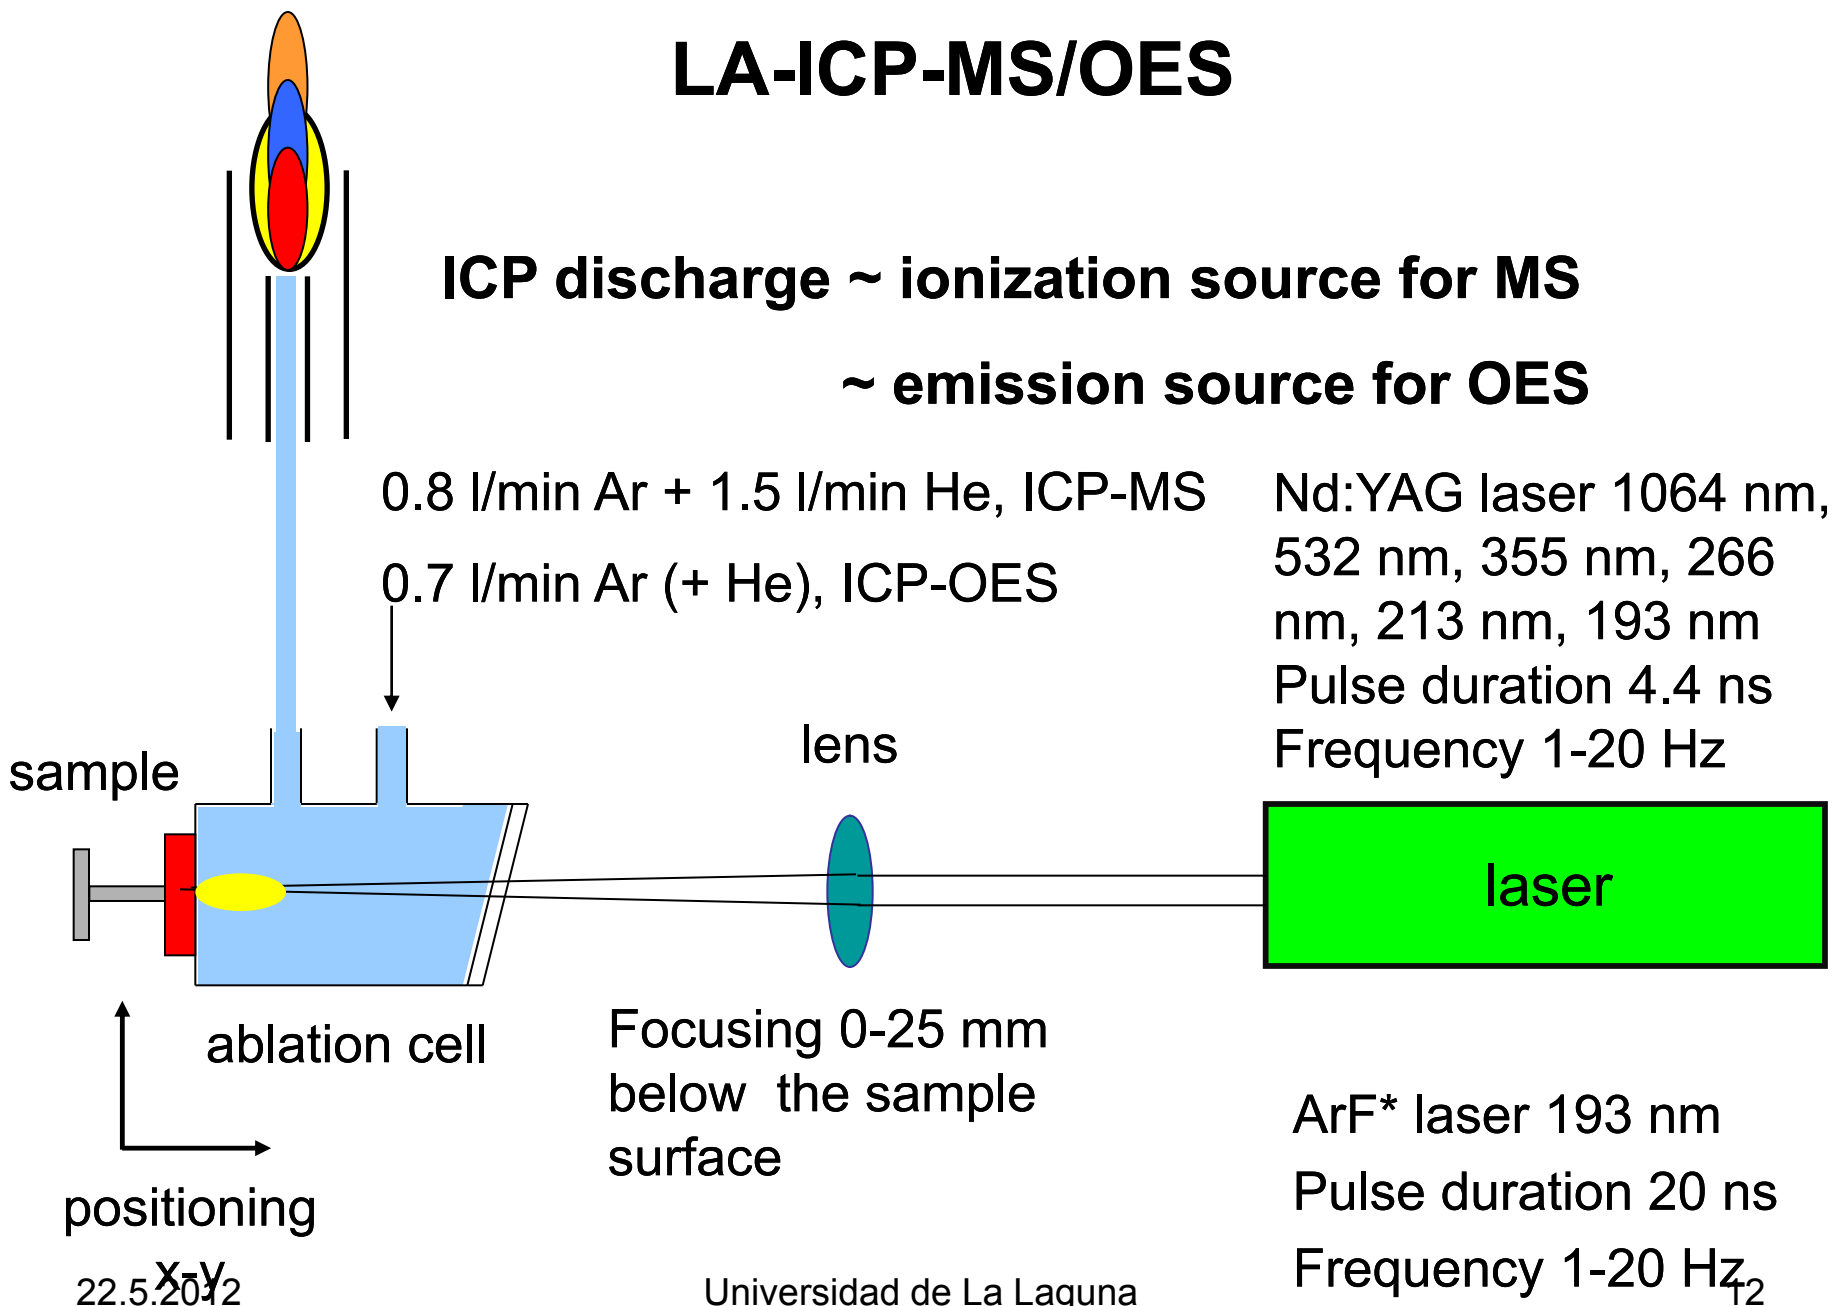 LA-ICP-MS/OES
ICP discharge ~ ionization source for MS
~ emission source for OES
0.8 l/min Ar + 1.5 l/min He, ICP-MS
0.7 l/min Ar (+ He), ICP-OES
Nd:YAG laser 1064 nm,
532 nm, 355 nm, 266
nm, 213 nm, 193 nm
Pulse duration 4.4 ns
Frequency 1-20 Hz
lens
sample
laser
ablation cell
Focusing 0-25 mm
below  the sample
surface
positioning
x-y
ArF* laser 193 nm
Pulse duration 20 ns
Frequency 1-20 Hz
22.5.2012
Universidad de La Laguna
12